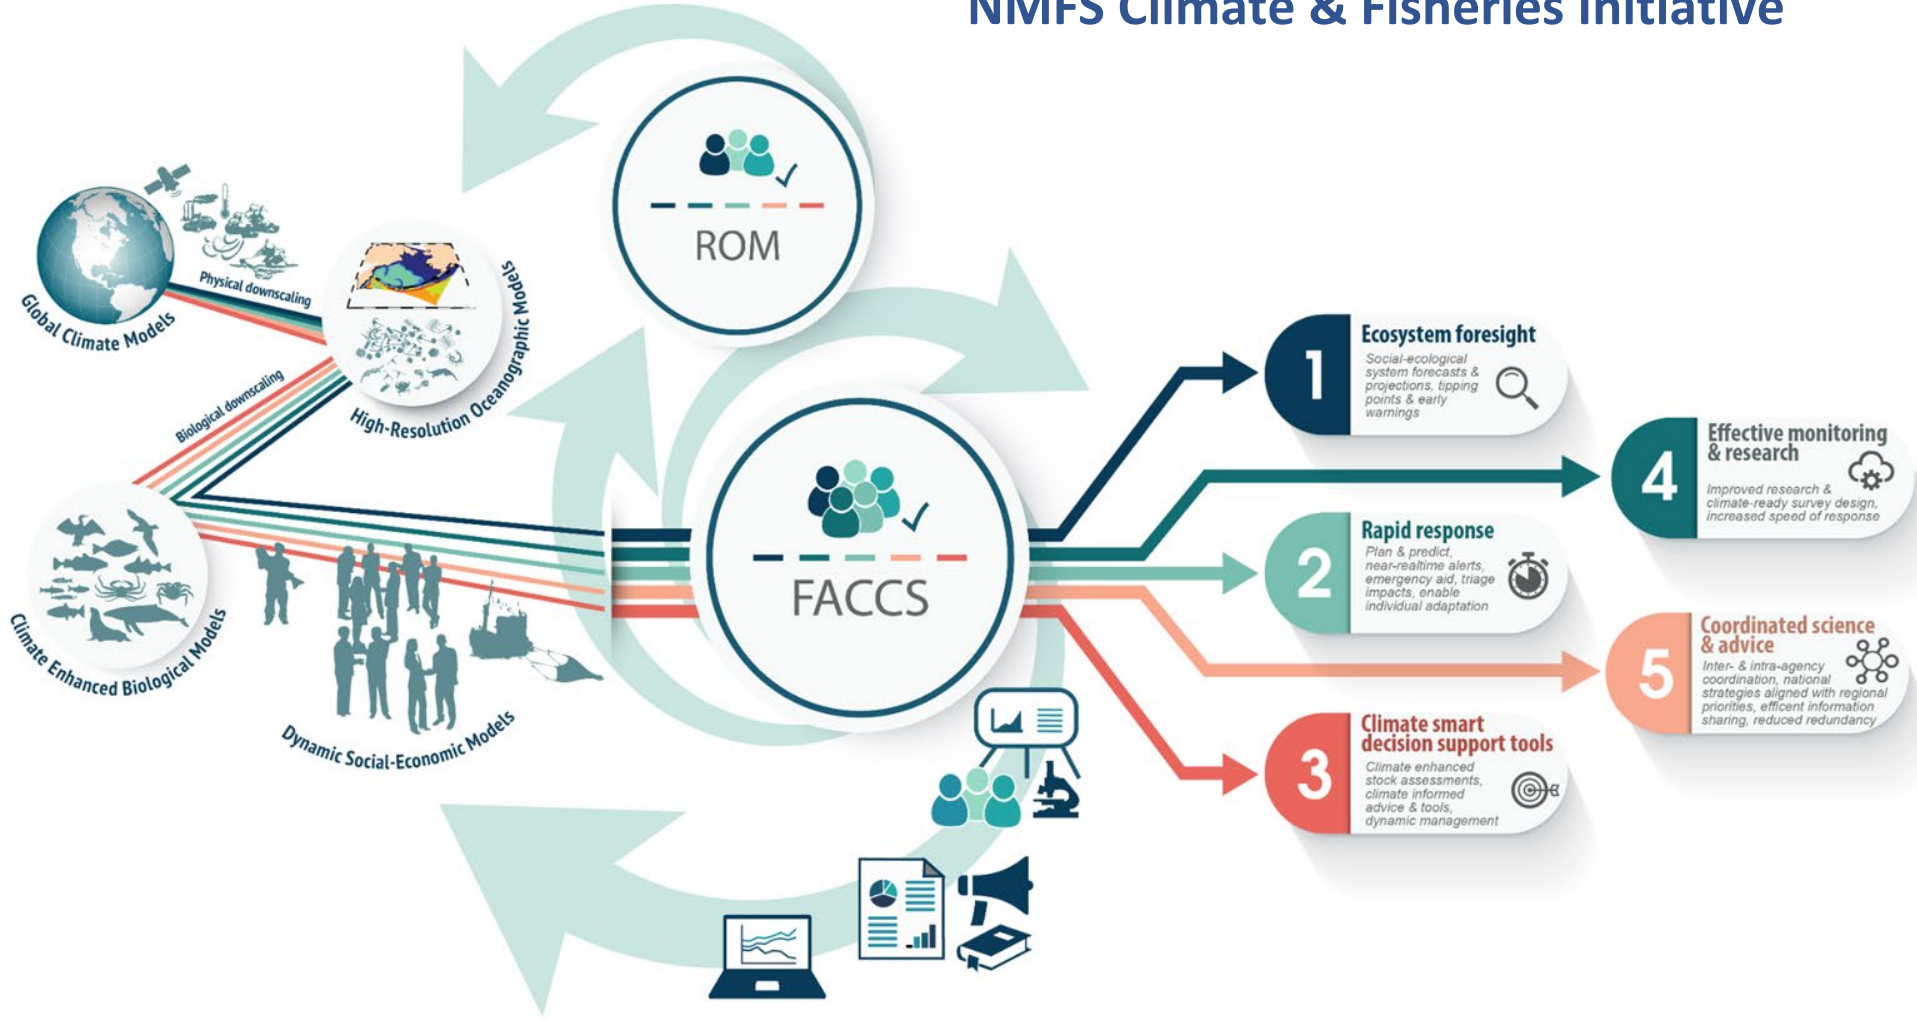 NMFS Climate & Fisheries Initiative
ROM
Physical downscaling
Global Climate Models
High-Resolution Oceanographic Models
Biological downscaling
Climate Enhanced Biological Models
Dynamic Social-Economic Models
FACCS
1
Ecosystem foresight
Social-ecological
system forecasts &
projections, tipping
points & early
warnings
4
Effective monitoring
& research
Improved research &
climate-ready survey design,
increased speed of response
2
Rapid response
Plan & predict,
near-realtime alerts,
emergency aid, triage
impacts, enable
individual adaptation
5
Coordinated science
& advice
Inter- & intra-agency
coordination, national
strategies aligned with regional
priorities, efficent information
sharing, reduced redundancy
3
Climate smart
decision support tools
Climate enhanced
stock assessments,
climate informed
advice & tools,
dynamic management